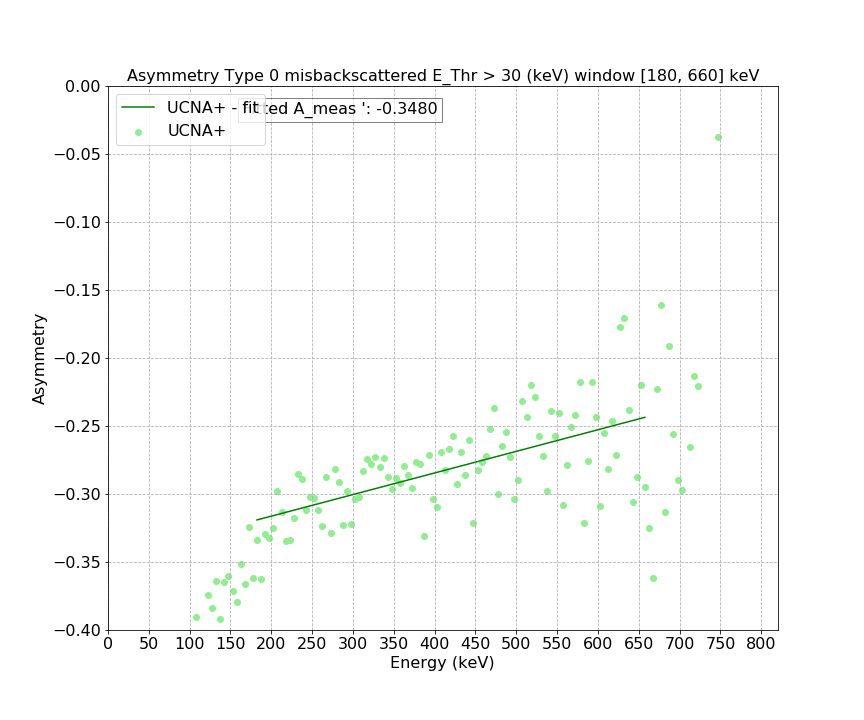 Asymmetry Type 0 misbackscattered E_Thr > 30 (keV) window [180, 660] keV
UCNA+ - fitted A_meas ': -0.3480
UCNA+
0.00
−0.05
−0.10
−0.15
−0.20
−0.25
−0.30
−0.35
−0.40
Asymmetry
0 50 100 150 200 250 300 350 400 450 500 550 600 650 700 750 800
Energy (keV)